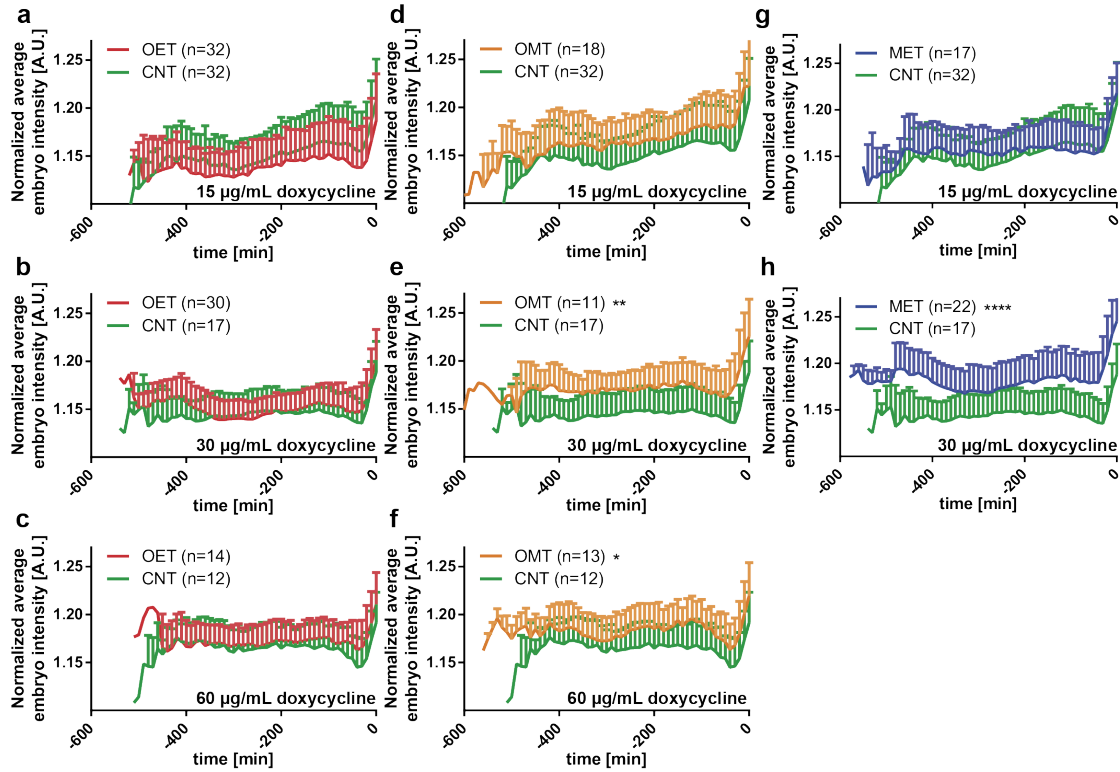 a
Normalized average
embryo intensity [A.U.]
OET (n=32)
CNT (n=32)
1.25
1.20
1.15
15 µg/mL doxycycline
-600
-400
-200
0
time [min]
d
Normalized average
embryo intensity [A.U.]
OMT (n=18)
CNT (n=32)
1.25
1.20
1.15
15 µg/mL doxycycline
-600
-400
-200
0
time [min]
g
Normalized average
embryo intensity [A.U.]
MET (n=17)
CNT (n=32)
1.25
1.20
1.15
15 µg/mL doxycycline
-600
-400
-200
0
time [min]
b
Normalized average
embryo intensity [A.U.]
OET (n=30)
CNT (n=17)
1.25
1.20
1.15
30 µg/mL doxycycline
-600
-400
-200
0
time [min]
e
Normalized average
embryo intensity [A.U.]
OMT (n=11) **
CNT (n=17)
1.25
1.20
1.15
30 µg/mL doxycycline
-600
-400
-200
0
time [min]
h
Normalized average
embryo intensity [A.U.]
MET (n=22) ****
CNT (n=17)
1.25
1.20
1.15
30 µg/mL doxycycline
-600
-400
-200
0
time [min]
c
Normalized average
embryo intensity [A.U.]
OET (n=14)
CNT (n=12)
1.25
1.20
1.15
60 µg/mL doxycycline
-600
-400
-200
0
time [min]
f
Normalized average
embryo intensity [A.U.]
OMT (n=13) *
CNT (n=12)
1.25
1.20
1.15
60 µg/mL doxycycline
-600
-400
-200
0
time [min]